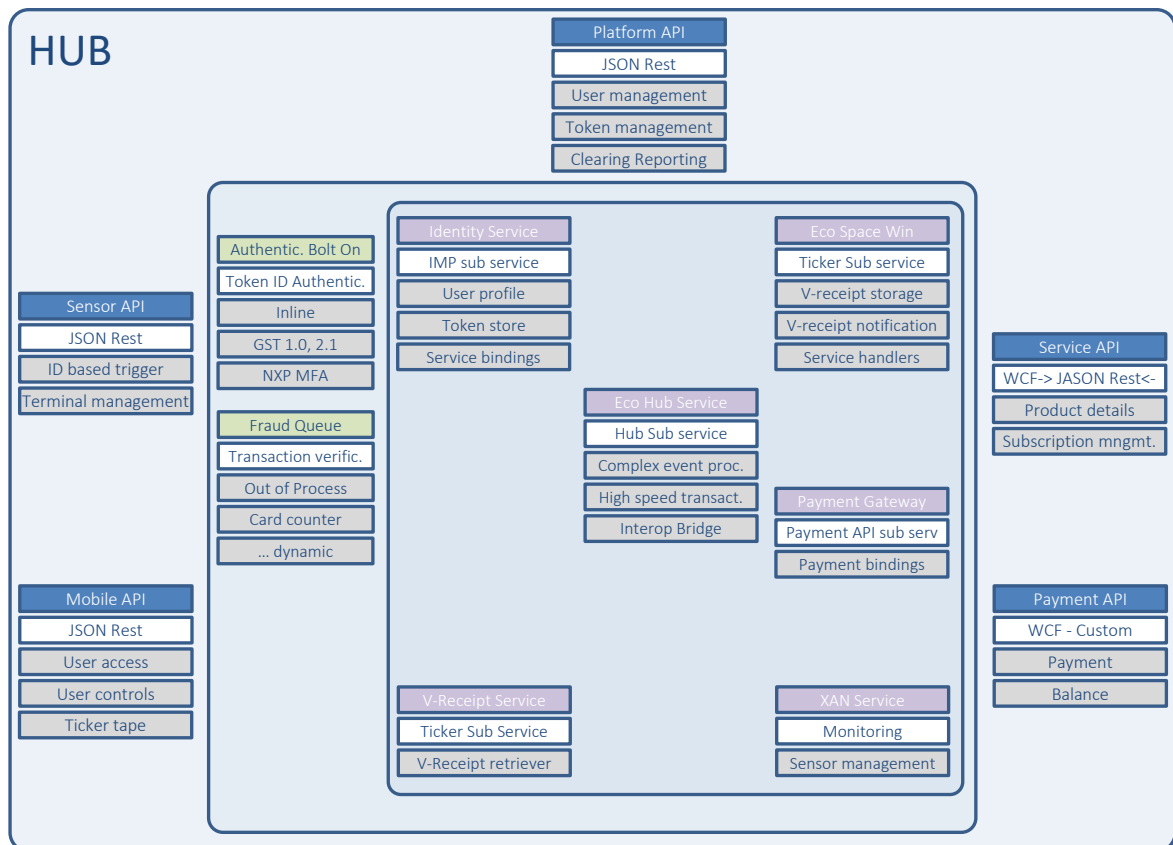 HUB
Platform API
JSON Rest
User management
Token management
Clearing Reporting
Authentic. Bolt On
Token ID Authentic.
Inline
GST 1.0, 2.1
NXP MFA
Fraud Queue
Transaction verific.
Out of Process
Card counter
... dynamic
Identity Service
IMP sub service
User profile
Token store
Service bindings
Eco Space Win
Ticker Sub service
V-receipt storage
V-receipt notification
Service handlers
Sensor API
JSON Rest
ID based trigger
Terminal management
Eco Hub Service
Hub Sub service
Complex event proc.
High speed transact.
Interop Bridge
Service API
WCF-> JASON Rest<-
Product details
Subscription mngmt.
Payment Gateway
Payment API sub serv
Payment bindings
Mobile API
JSON Rest
User access
User controls
Ticker tape
Payment API
WCF - Custom
Payment
Balance
V-Receipt Service
Ticker Sub Service
V-Receipt retriever
XAN Service
Monitoring
Sensor management